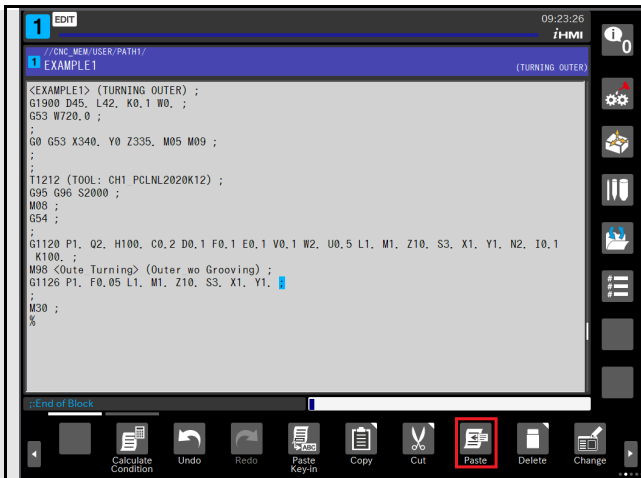 1 EDIT
09:23:26
iHMI
//CNC_MEM/USER/PATH1/
1 EXAMPLE1
(TURNING OUTER)
<EXAMPLE1> (TURNING OUTER) ;
G1900 D45. L42. K0.1 W0. ;
G53 W720.0 ;
;
G0 G53 X340. Y0 Z335. M05 M09 ;
;
;
T1212 (TOOL: CH1_PCLNL2020K12) ;
G95 G96 S2000 ;
M08 ;
G54 ;
;
G1120 P1. Q2. H100. C0.2 D0.1 F0.1 E0.1 V0.1 W2. U0.5 L1. M1. Z10. S3. X1. Y1. N2. I0.1
K100. ;
M98 <Oute_Turning> (Outer wo Grooving) ;
G1126 P1. F0.05 L1. M1. Z10. S3. X1. Y1. ;
;
M30 ;
%
;:End of Block
Calculate Condition
Undo
Redo
ABC
Paste Key-in
Copy
Cut
Paste
Delete
Change
i 0
#
#
#